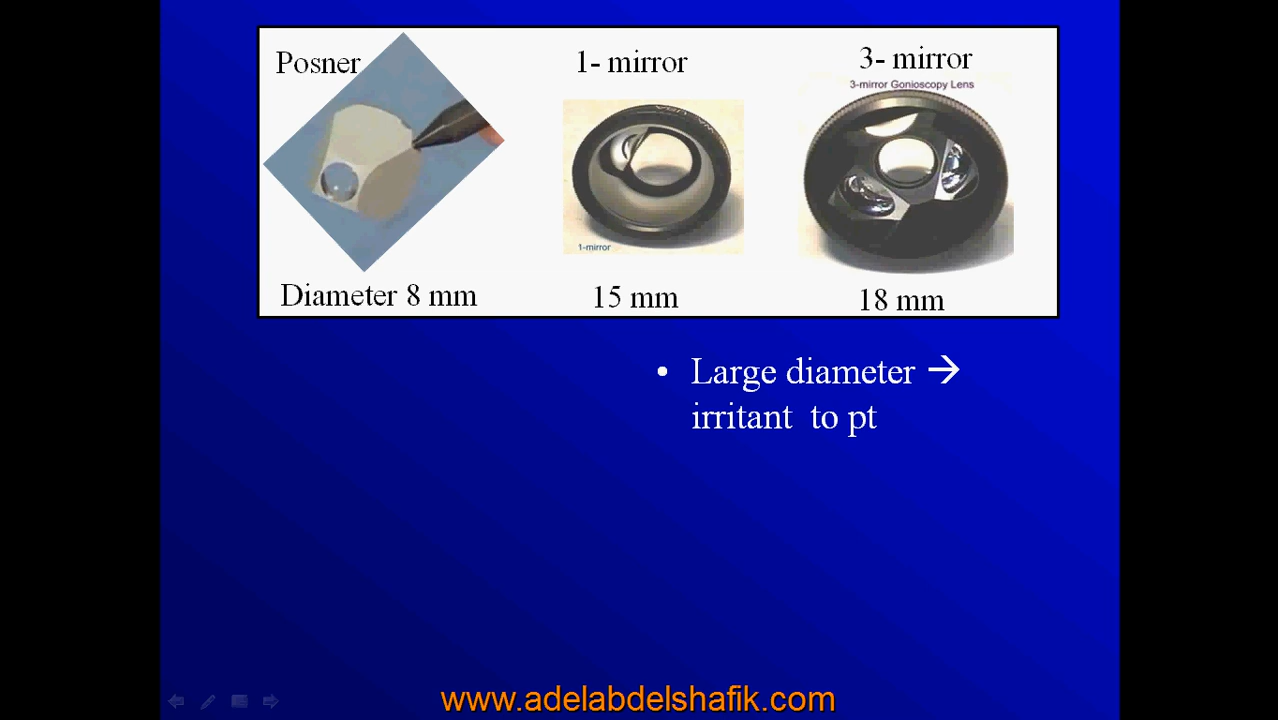 Posner
1- mirror
3- mirror
3-mirror Gonioscopy Lens
1-mirror
Diameter 8 mm
15 mm
18 mm
• Large diameter →
irritant to pt
www.adelabdelshafik.com